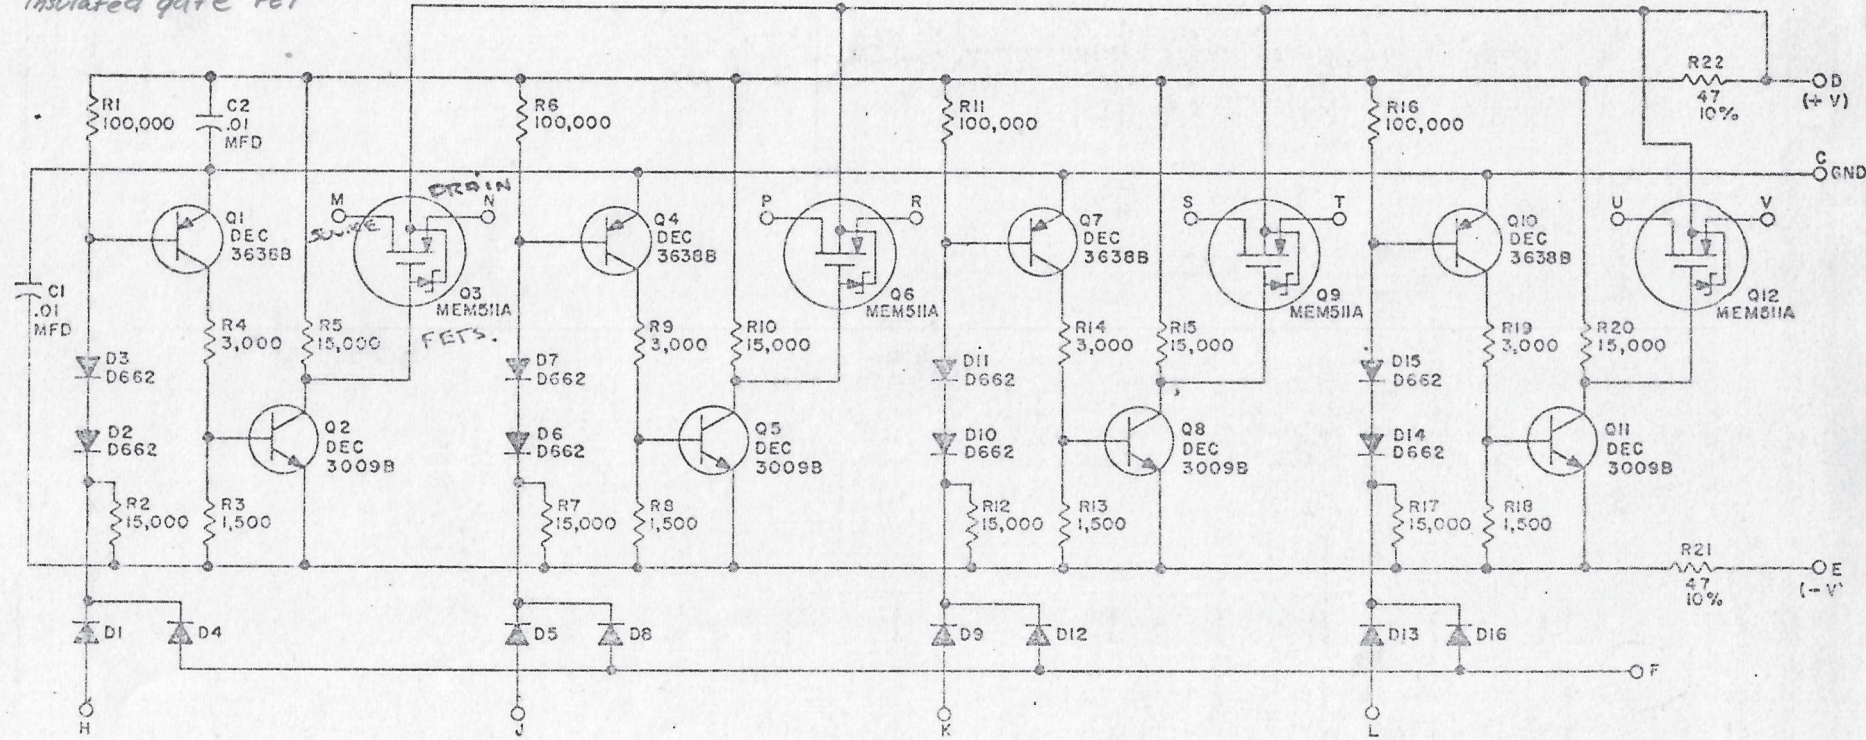 insulated gate FET
R22
47
10%
D
(+ V)
R1
100,000
C2
.01
MFD
R6
100,000
R11
100,000
R16
100,000
C
GND
M
DRAIN
N
P
R
S
T
U
V
Q1
DEC
3638B
Q4
DEC
3638B
Q7
DEC
3638B
Q10
DEC
3638B
C1
.01
MFD
Q3
MEM511A
Q6
MEM511A
Q9
MEM511A
Q12
MEM511A
FETS.
R4
3,000
R5
15,000
R9
3,000
R10
15,000
R14
3,000
R15
15,000
R19
3,000
R20
15,000
D3
D662
D7
D662
D11
D662
D15
D662
D2
D662
D6
D662
D10
D662
D14
D662
Q2
DEC
3009B
Q5
DEC
3009B
Q8
DEC
3009B
Q11
DEC
3009B
R2
15,000
R3
1,500
R7
15,000
R8
1,500
R12
15,000
R13
1,500
R17
15,000
R18
1,500
R21
47
10%
E
(- V)
D1
D4
D5
D8
D9
D12
D13
D16
F
H
J
K
L